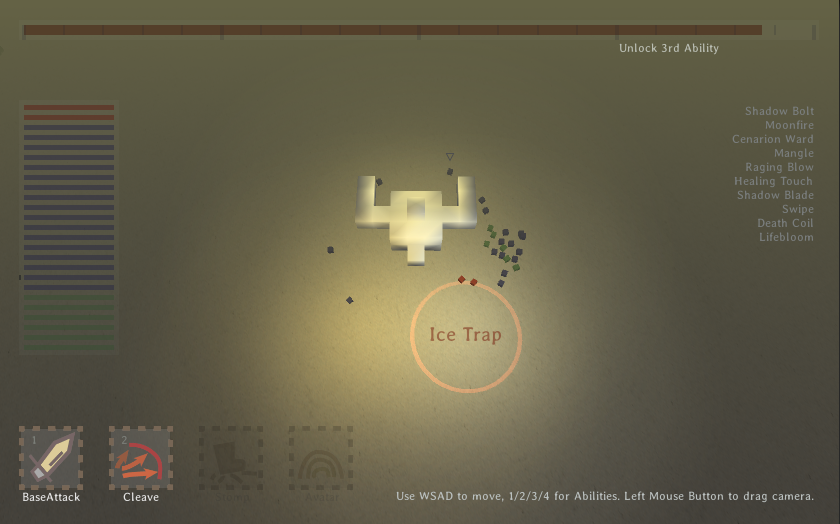 Unlock 3rd Ability
Shadow Bolt
Moonfire
Cenarion Ward
Mangle
Raging Blow
Healing Touch
Shadow Blade
Swipe
Death Coil
Lifebloom
Ice Trap
1
2
BaseAttack
Cleave
Avatar
Use WSAD to move, 1/2/3/4 for Abilities. Left Mouse Button to drag camera.